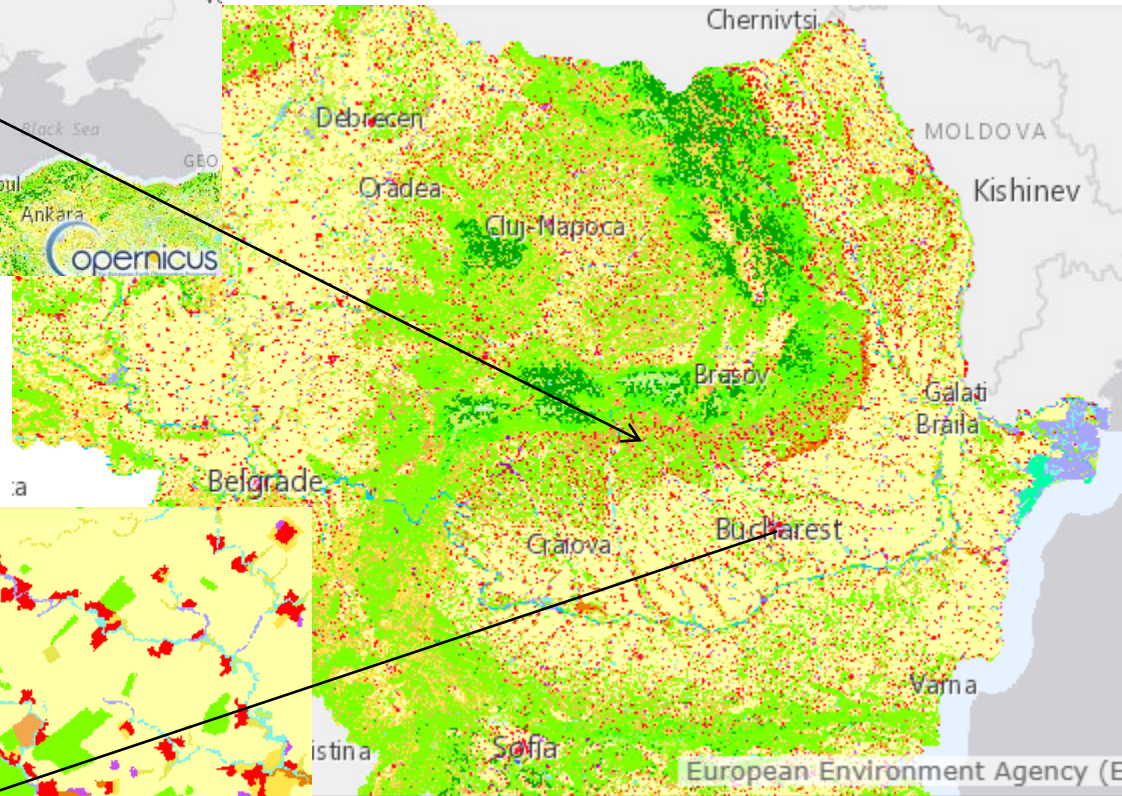 Chernivtsi
Black Sea
Debrecen
MOLDOVA
GEO
Oradea
Kishinev
Ankara
Cluj-Napoca
opernicus
Brasov
Galati
Braila
Belgrade
Bucharest
Craiova
Varna
istina
Sofia
European Environment Agency (E